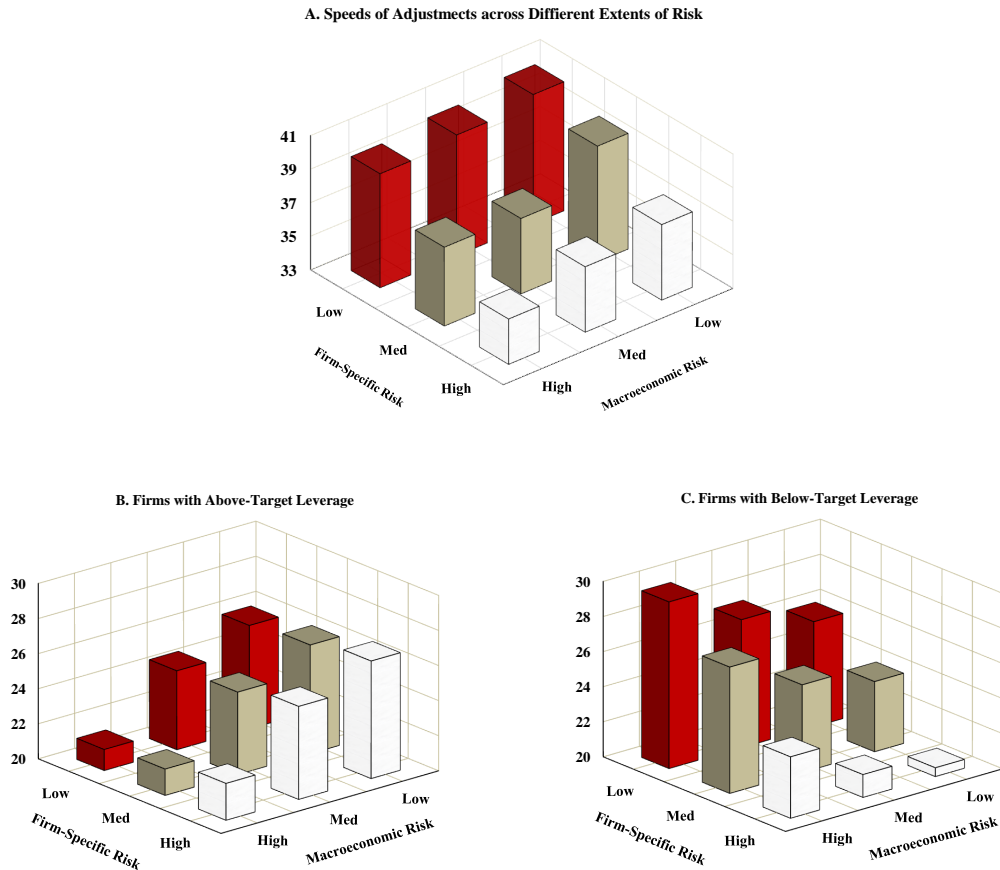 A. Speeds of Adjustmects across Diffierent Extents of Risk
41
39
37
35
33
Low
Med
High
Firm-Specific Risk
High
Med
Low
Macroeconomic Risk
B. Firms with Above-Target Leverage
30
28
26
24
22
20
Low
Med
High
Firm-Specific Risk
High
Med
Low
Macroeconomic Risk
C. Firms with Below-Target Leverage
30
28
26
24
22
20
Low
Med
High
Firm-Specific Risk
High
Med
Low
Macroeconomic Risk